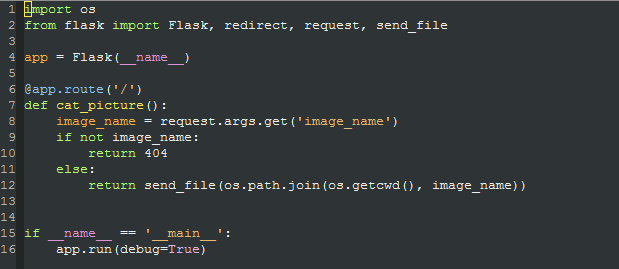 1 import os
2 from flask import Flask, redirect, request, send_file
3
4 app = Flask(__name__)
5
6 @app.route('/')
7 def cat_picture():
8     image_name = request.args.get('image_name')
9     if not image_name:
10         return 404
11     else:
12         return send_file(os.path.join(os.getcwd(), image_name))
13
14
15 if __name__ == '__main__':
16     app.run(debug=True)